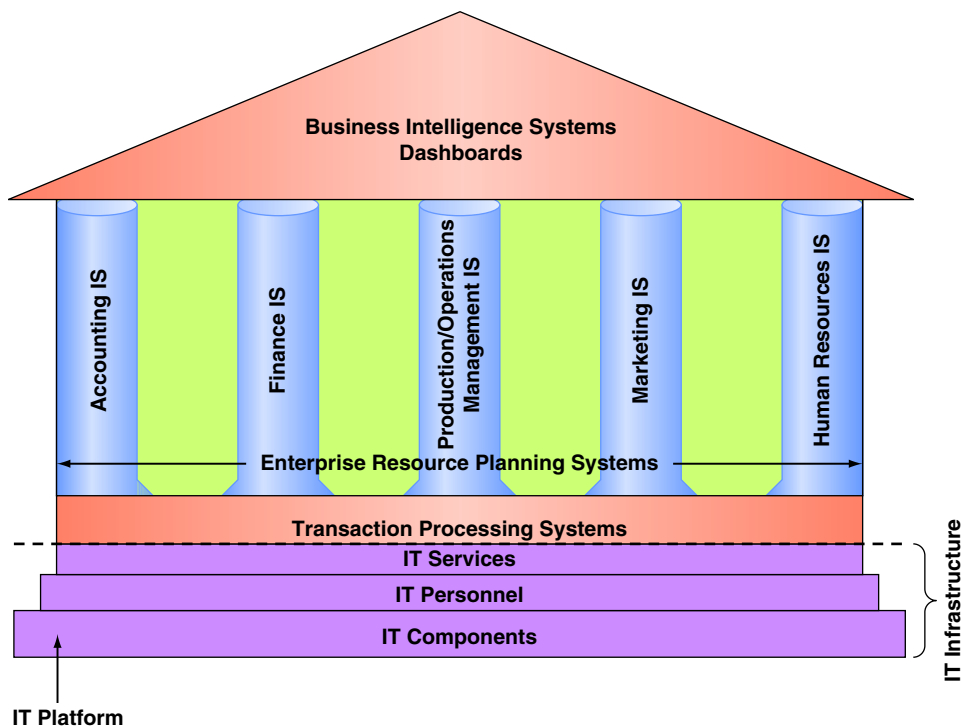 Business Intelligence Systems
Dashboards
Accounting IS
Finance IS
Production/Operations
Management IS
Marketing IS
Human Resources IS
Enterprise Resource Planning Systems
Transaction Processing Systems
IT Services
IT Personnel
IT Components
IT Infrastructure
IT Platform